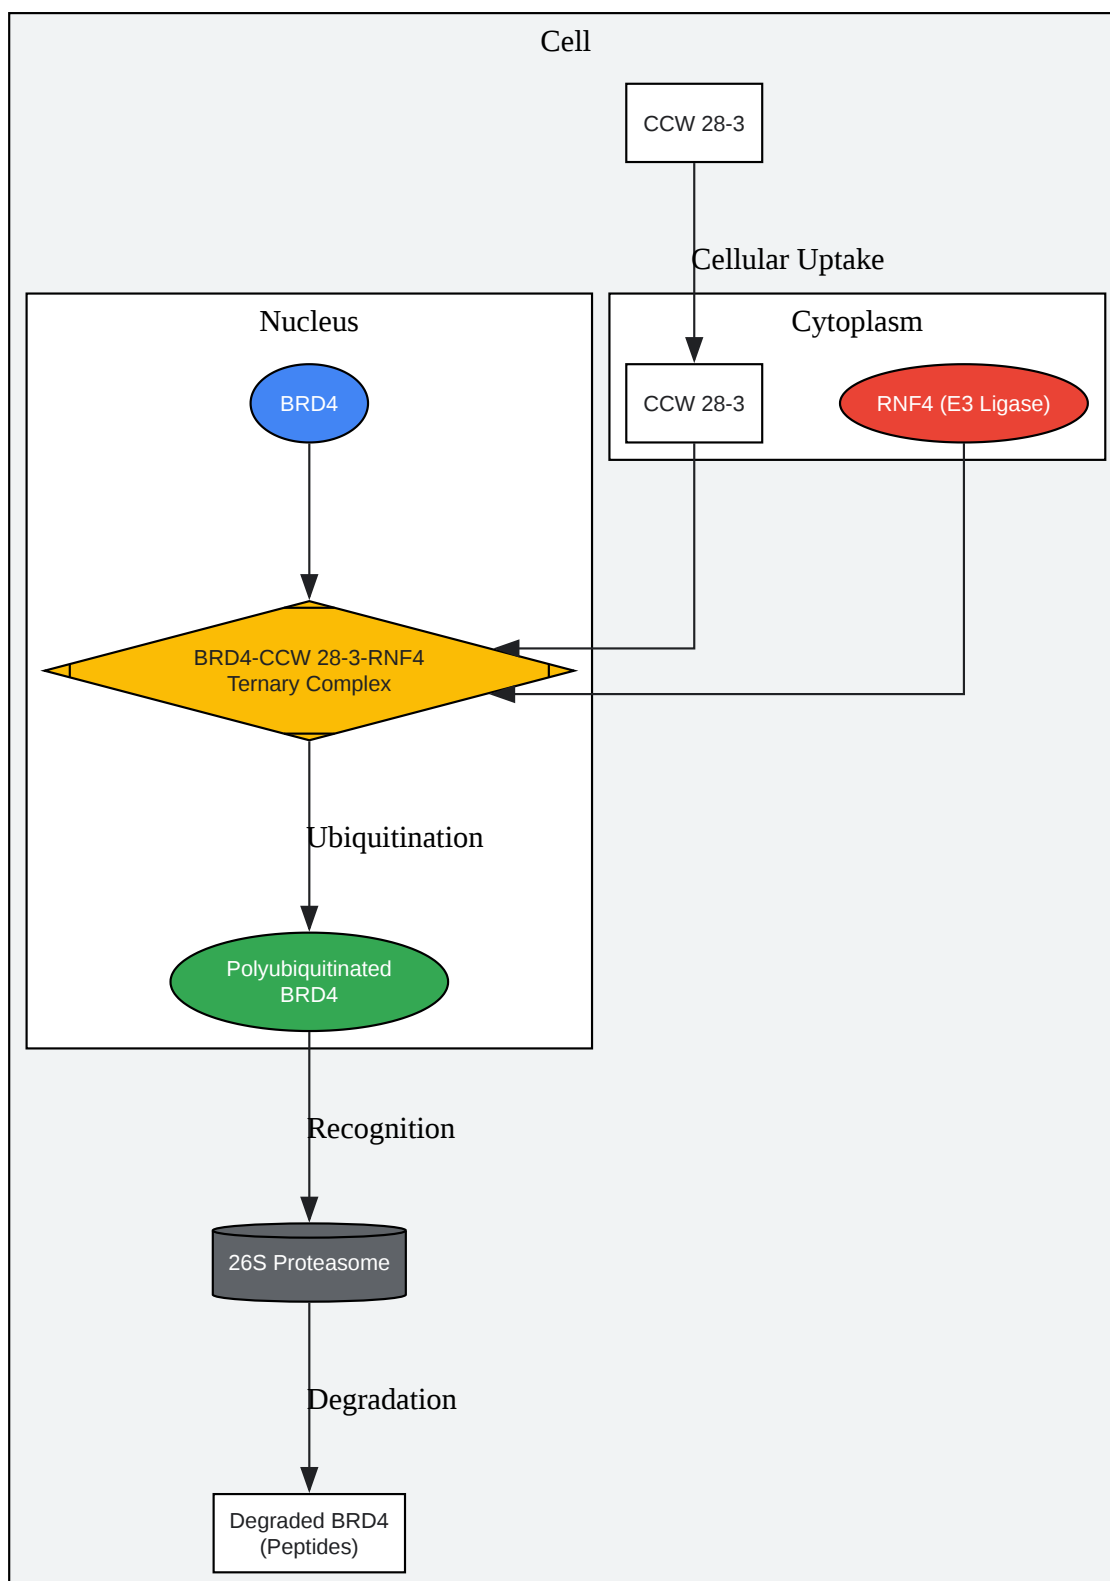 Cell
CCW 28-3
Cellular Uptake
Nucleus
Cytoplasm
BRD4
CCW 28-3
RNF4 (E3 Ligase)
BRD4-CCW 28-3-RNF4
Ternary Complex
Ubiquitination
Polyubiquitinated
BRD4
Recognition
26S Proteasome
Degradation
Degraded BRD4
(Peptides)